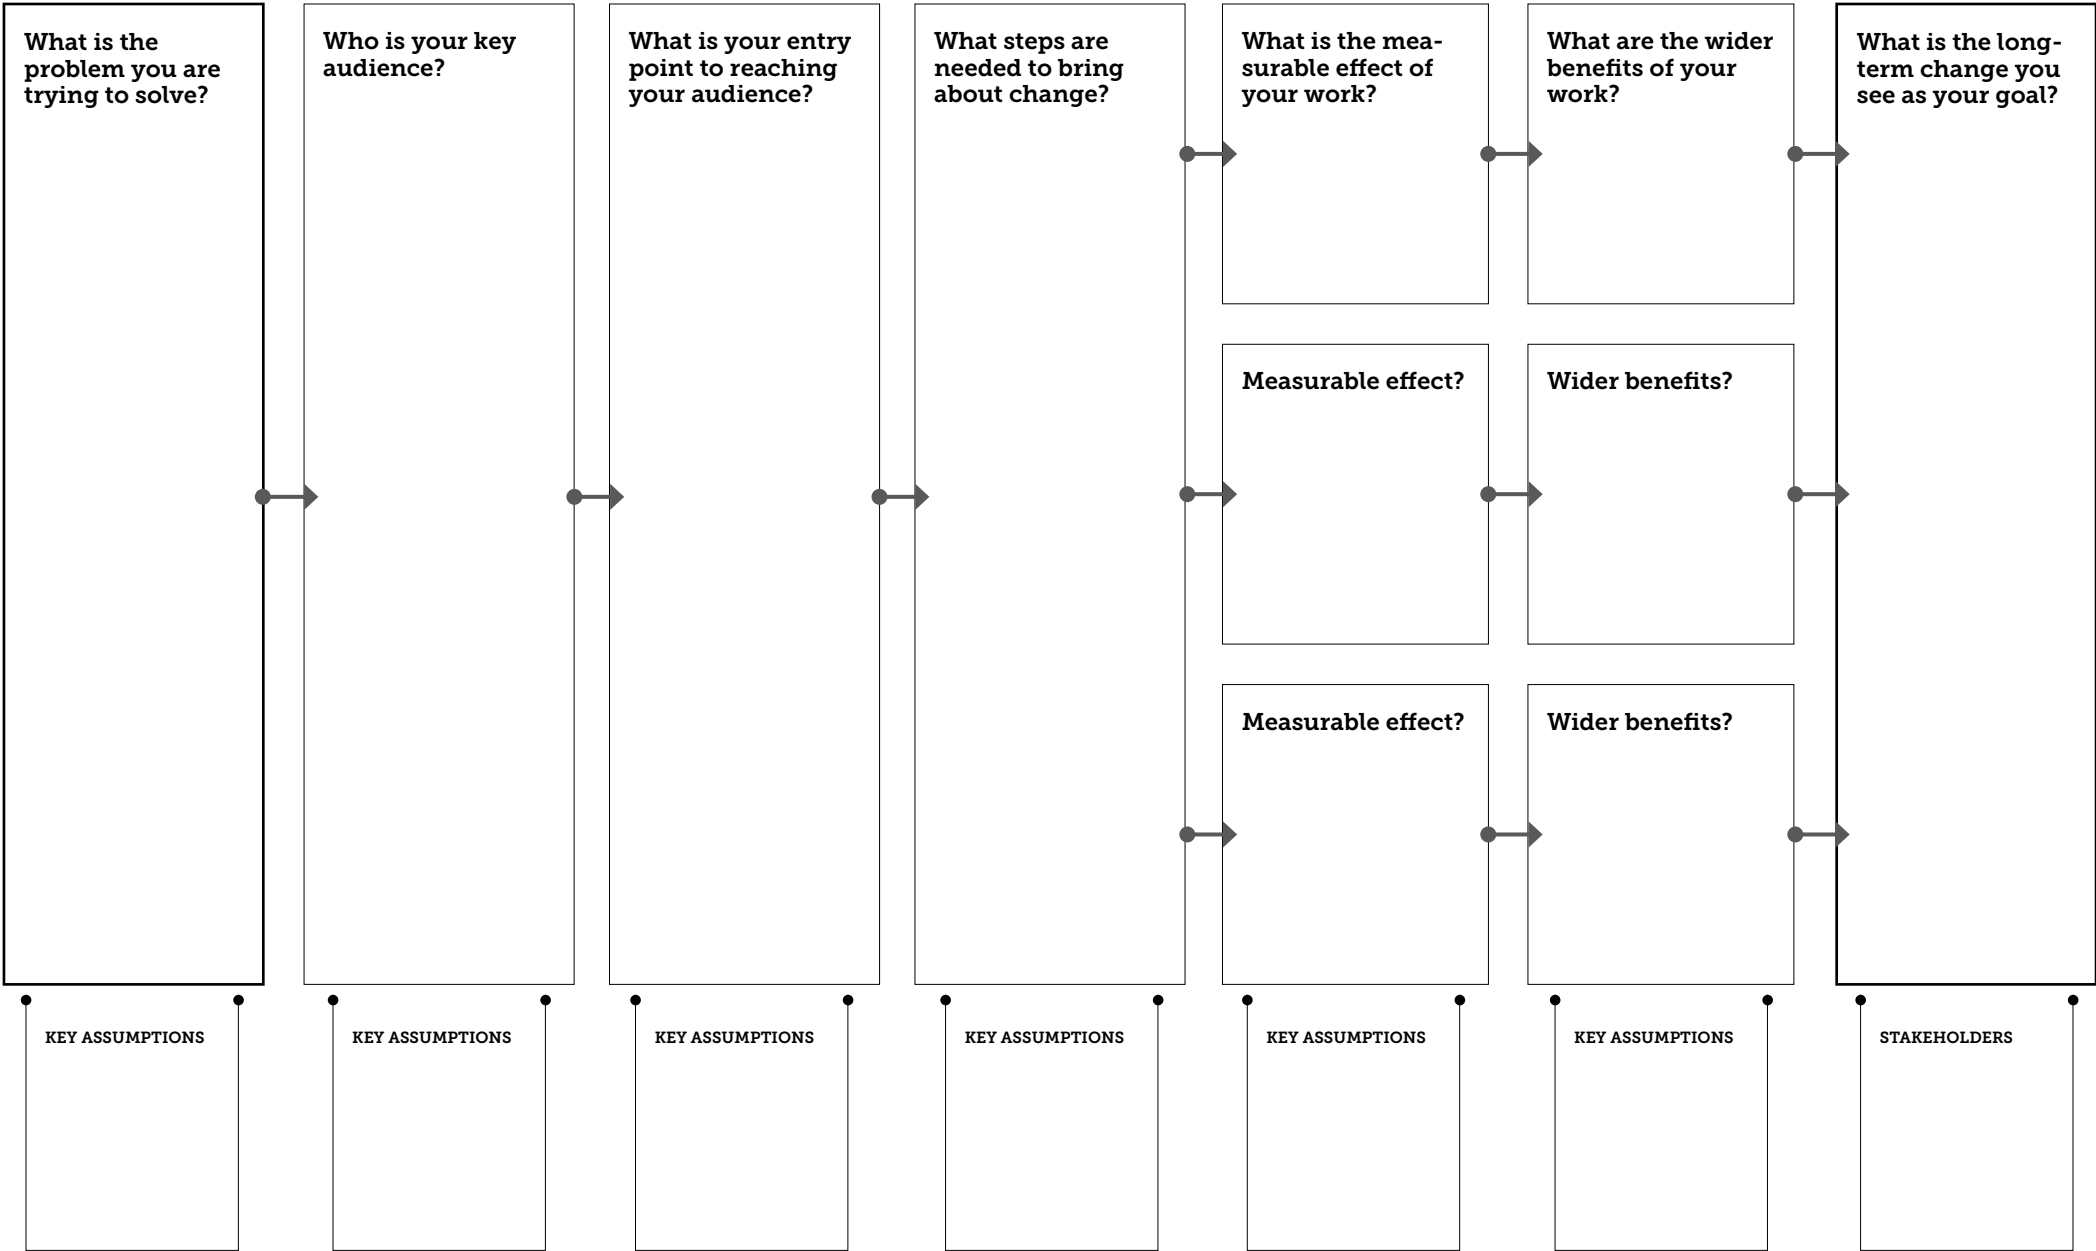 What is the
problem you are
trying to solve?
Who is your key
audience?
What is your entry
point to reaching
your audience?
What steps are
needed to bring
about change?
What is the mea-
surable effect of
your work?
What are the wider
benefits of your
work?
What is the long-
term change you
see as your goal?
Measurable effect?
Wider benefits?
Measurable effect?
Wider benefits?
KEY ASSUMPTIONS
KEY ASSUMPTIONS
KEY ASSUMPTIONS
KEY ASSUMPTIONS
KEY ASSUMPTIONS
KEY ASSUMPTIONS
STAKEHOLDERS